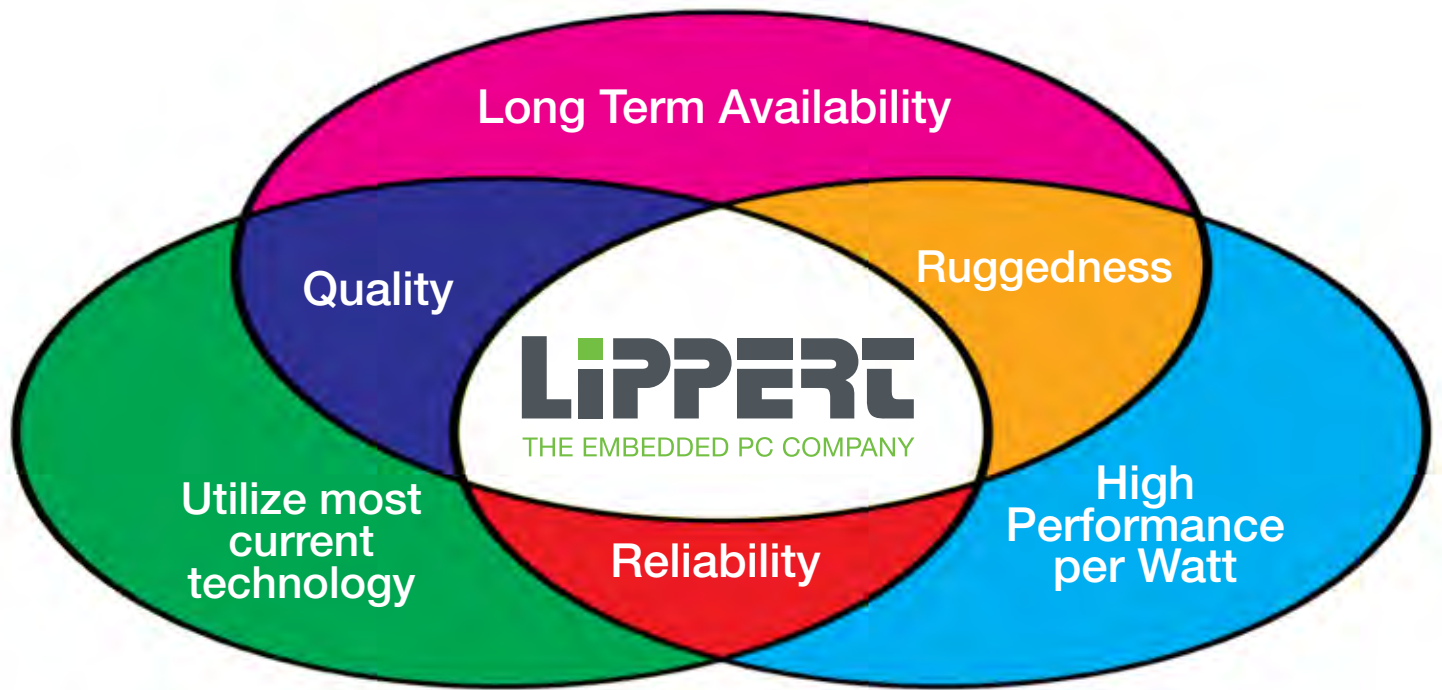 Long Term Availability
Quality
Ruggedness
LiPPERT
THE EMBEDDED PC COMPANY
Utilize most
current
technology
Reliability
High
Performance
per Watt